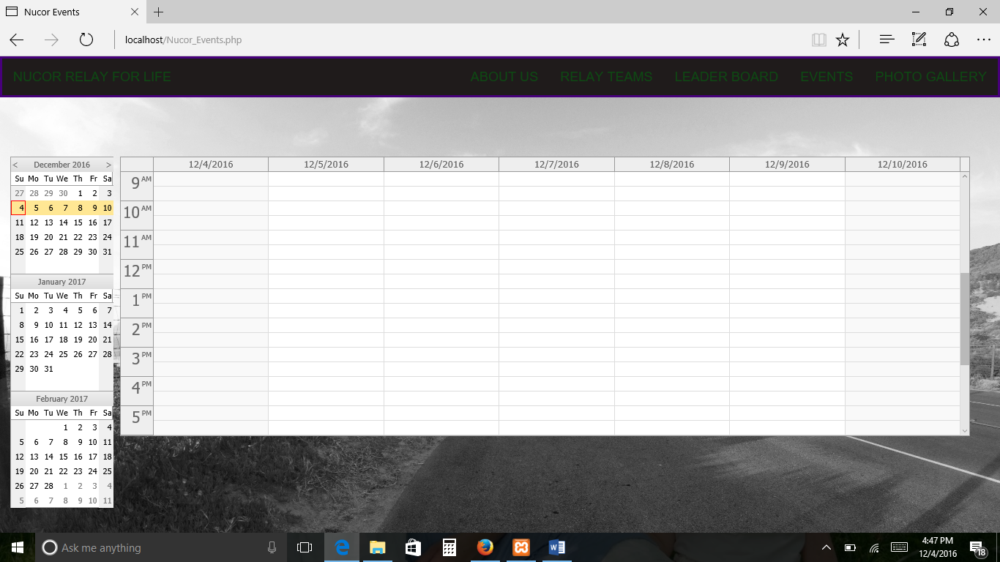 Nucor Events
localhost/Nucor_Events.php
NUCOR RELAY FOR LIFE ABOUT US RELAY TEAMS LEADER BOARD EVENTS PHOTO GALLERY
< December 2016 >
Su Mo Tu We Th Fr Sa
27 28 29 30 1 2 3
4 5 6 7 8 9 10
11 12 13 14 15 16 17
18 19 20 21 22 23 24
25 26 27 28 29 30 31
January 2017
Su Mo Tu We Th Fr Sa
1 2 3 4 5 6 7
8 9 10 11 12 13 14
15 16 17 18 19 20 21
22 23 24 25 26 27 28
29 30 31
February 2017
Su Mo Tu We Th Fr Sa
1 2 3 4
5 6 7 8 9 10 11
12 13 14 15 16 17 18
19 20 21 22 23 24 25
26 27 28 1 2 3 4
5 6 7 8 9 10 11
12/4/2016 12/5/2016 12/6/2016 12/7/2016 12/8/2016 12/9/2016 12/10/2016
9 AM
10 AM
11 AM
12 PM
1 PM
2 PM
3 PM
4 PM
5 PM
Ask me anything
4:47 PM
12/4/2016
18